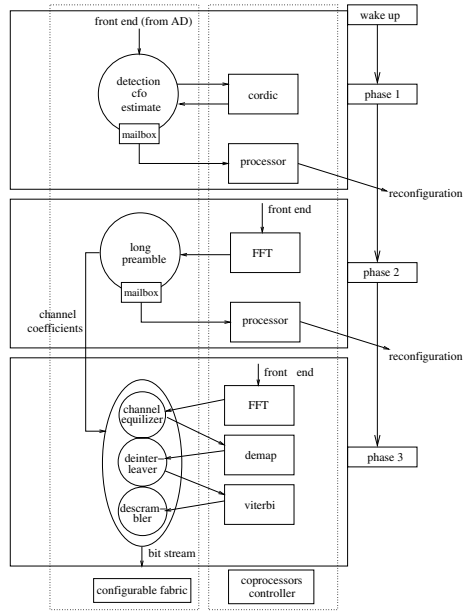 wake up
front end (from AD)
detection
cfo
estimate
mailbox
cordic
phase 1
processor
reconfiguration
front end
long
preamble
mailbox
FFT
phase 2
processor
channel
coefficients
reconfiguration
front end
channel
equilizer
FFT
deinter
leaver
demap
phase 3
descram-
bler
viterbi
bit stream
configurable fabric
coprocessors
controller